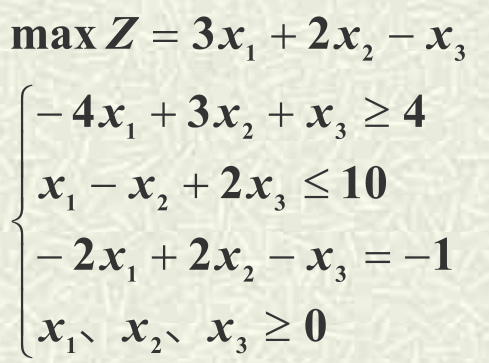 max Z = 3x₁ + 2x₂ − x₃
− 4x₁ + 3x₂ + x₃ ≥ 4
x₁ − x₂ + 2x₃ ≤ 10
− 2x₁ + 2x₂ − x₃ = −1
x₁、x₂、x₃ ≥ 0